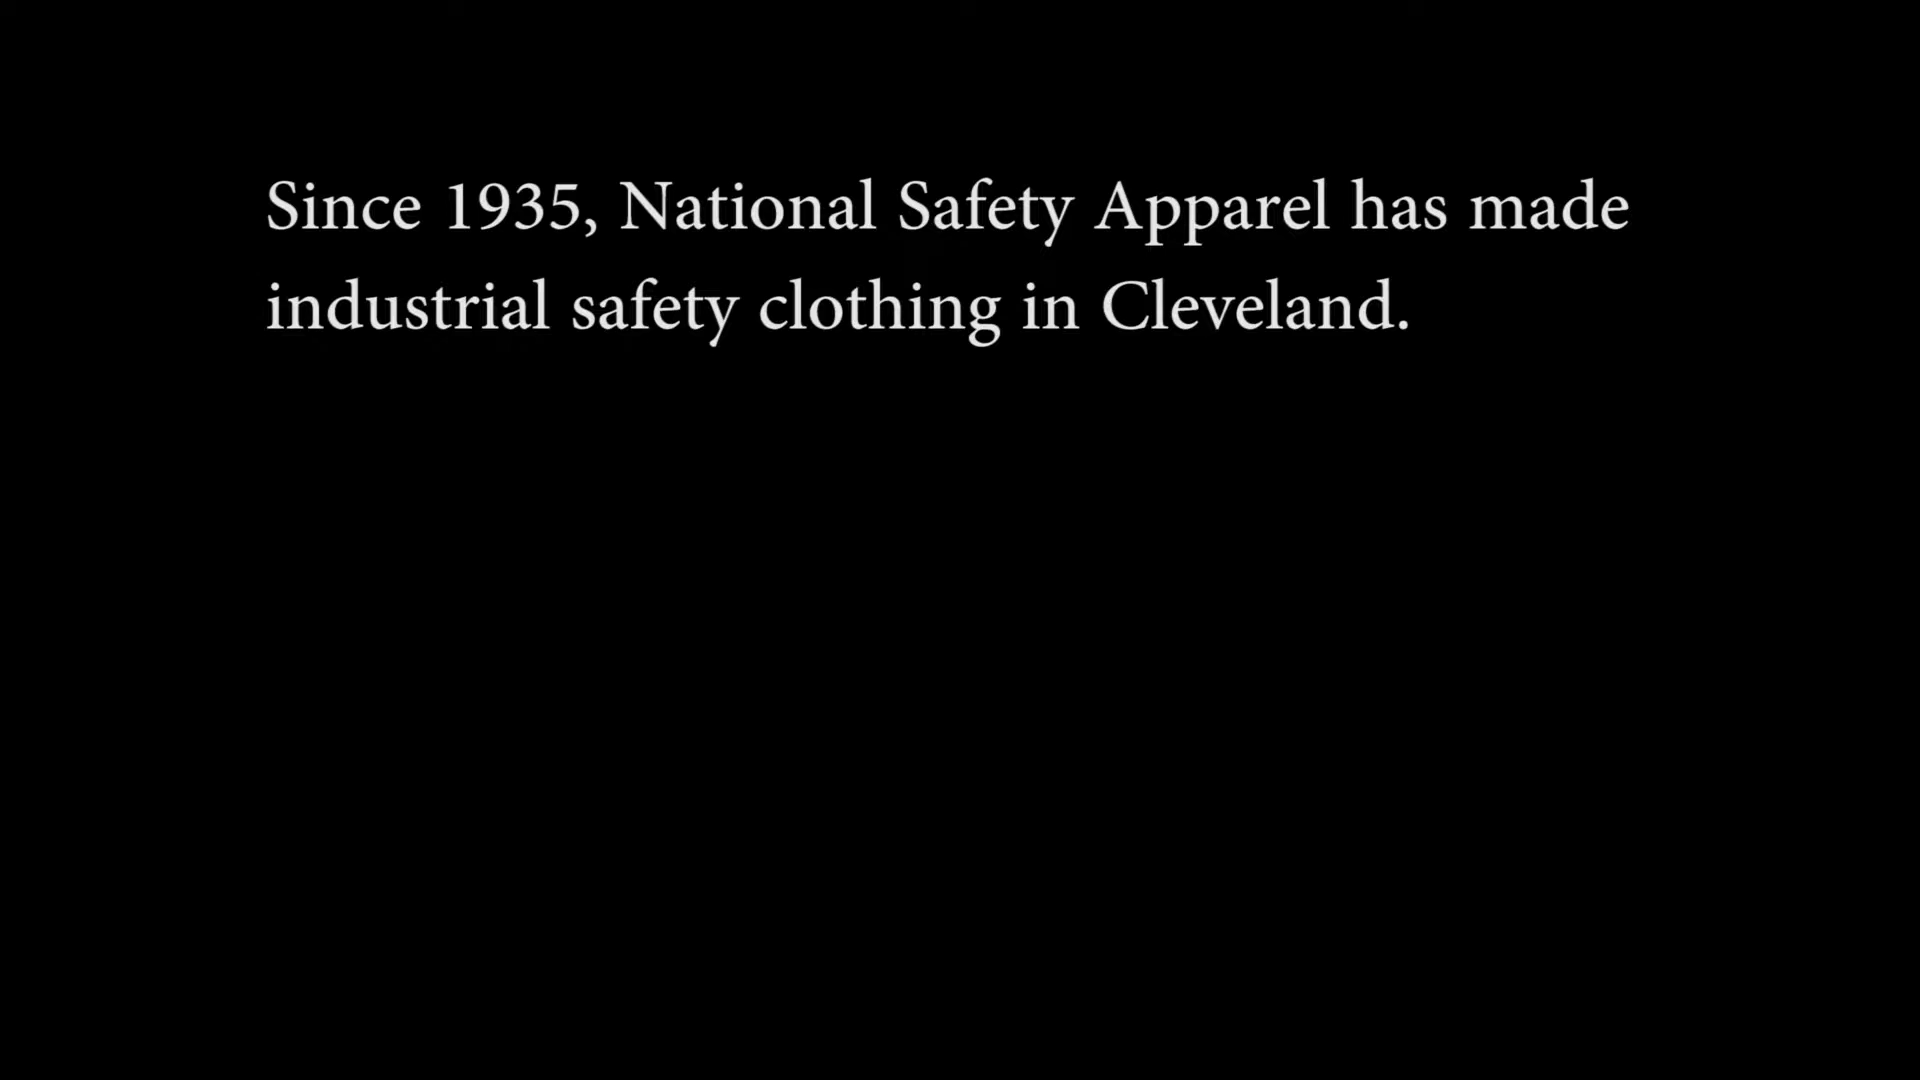 Since 1935, National Safety Apparel has made
industrial safety clothing in Cleveland.